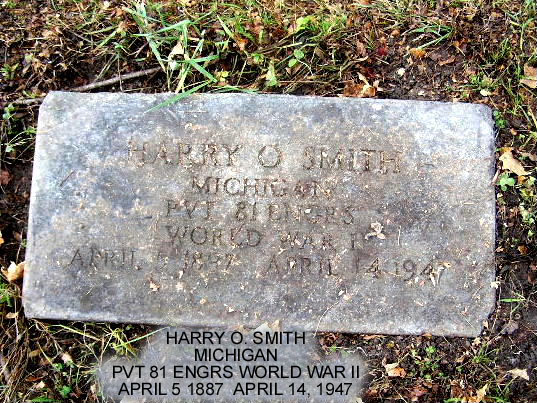 HARRY O SMITH
MICHIGAN
PVT 81 ENGRS
WORLD WAR
APRIL APRIL 14 194
HARRY O. SMITH
MICHIGAN
PVT 81 ENGRS WORLD WAR II
APRIL 5 1887 APRIL 14, 1947